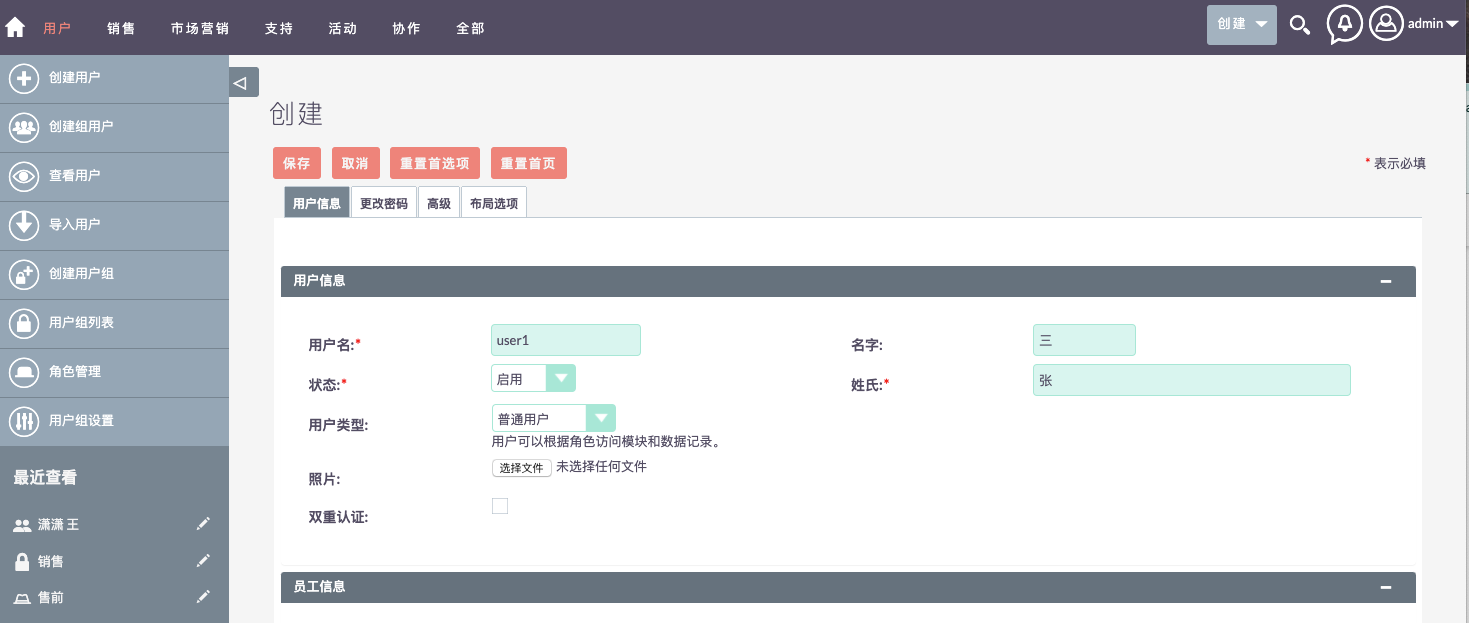 用户 销售 市场营销 支持 活动 协作 全部 创建 admin
创建用户
创建组用户
查看用户
导入用户
创建用户组
用户组列表
角色管理
用户组设置
最近查看
潇潇 王
销售
售前
创建
保存 取消 重置首选项 重置首页 * 表示必填
用户信息 更改密码 高级 布局选项
用户信息
用户名:* user1 名字: 三
状态:* 启用 姓氏:* 张
用户类型: 普通用户
用户可以根据角色访问模块和数据记录。
照片: 选择文件 未选择任何文件
双重认证:
员工信息